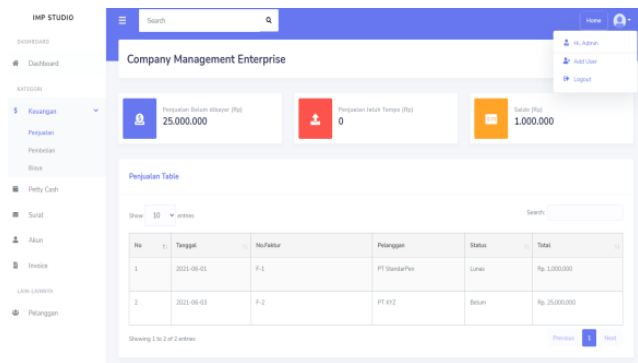 IMP STUDIO
DASHBOARD
Dashboard
KATEGORI
Keuangan
Penjualan
Pembelian
Biaya
Petty Cash
Surat
Akun
Invoice
LAIN-LAINNYA
Pelanggan
Search
Home
Hi, Admin
Add User
Logout
Company Management Enterprise
Penjualan Belum dibayar (Rp)
25.000.000
Penjualan Jatuh Tempo (Rp)
0
Saldo (Rp)
1.000.000
Penjualan Table
Show 10 entries
Search:
No Tanggal No.Faktur Pelanggan Status Total
1 2021-06-01 F-1 PT StandarPen Lunas Rp. 1,000,000
2 2021-06-03 F-2 PT XYZ Belum Rp. 25,000,000
Showing 1 to 2 of 2 entries
Previous 1 Next